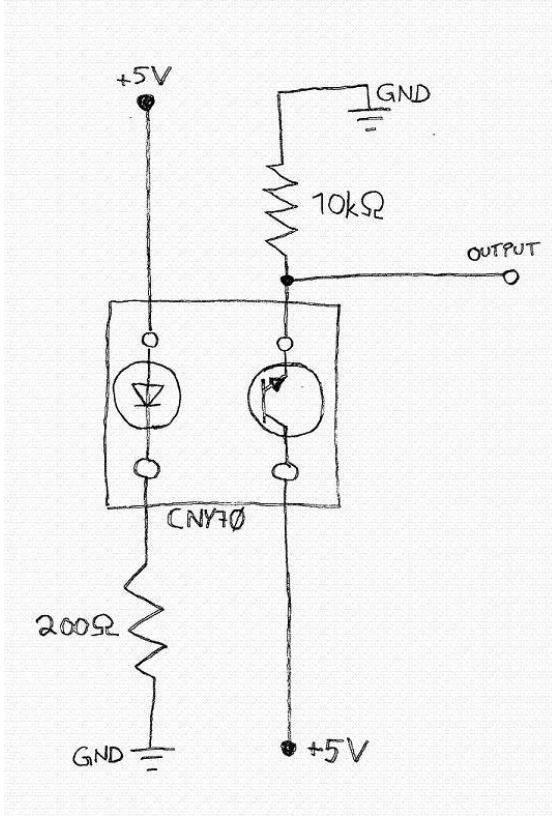 +5V
GND
10kΩ
OUTPUT
CNY70
200Ω
GND
+5V